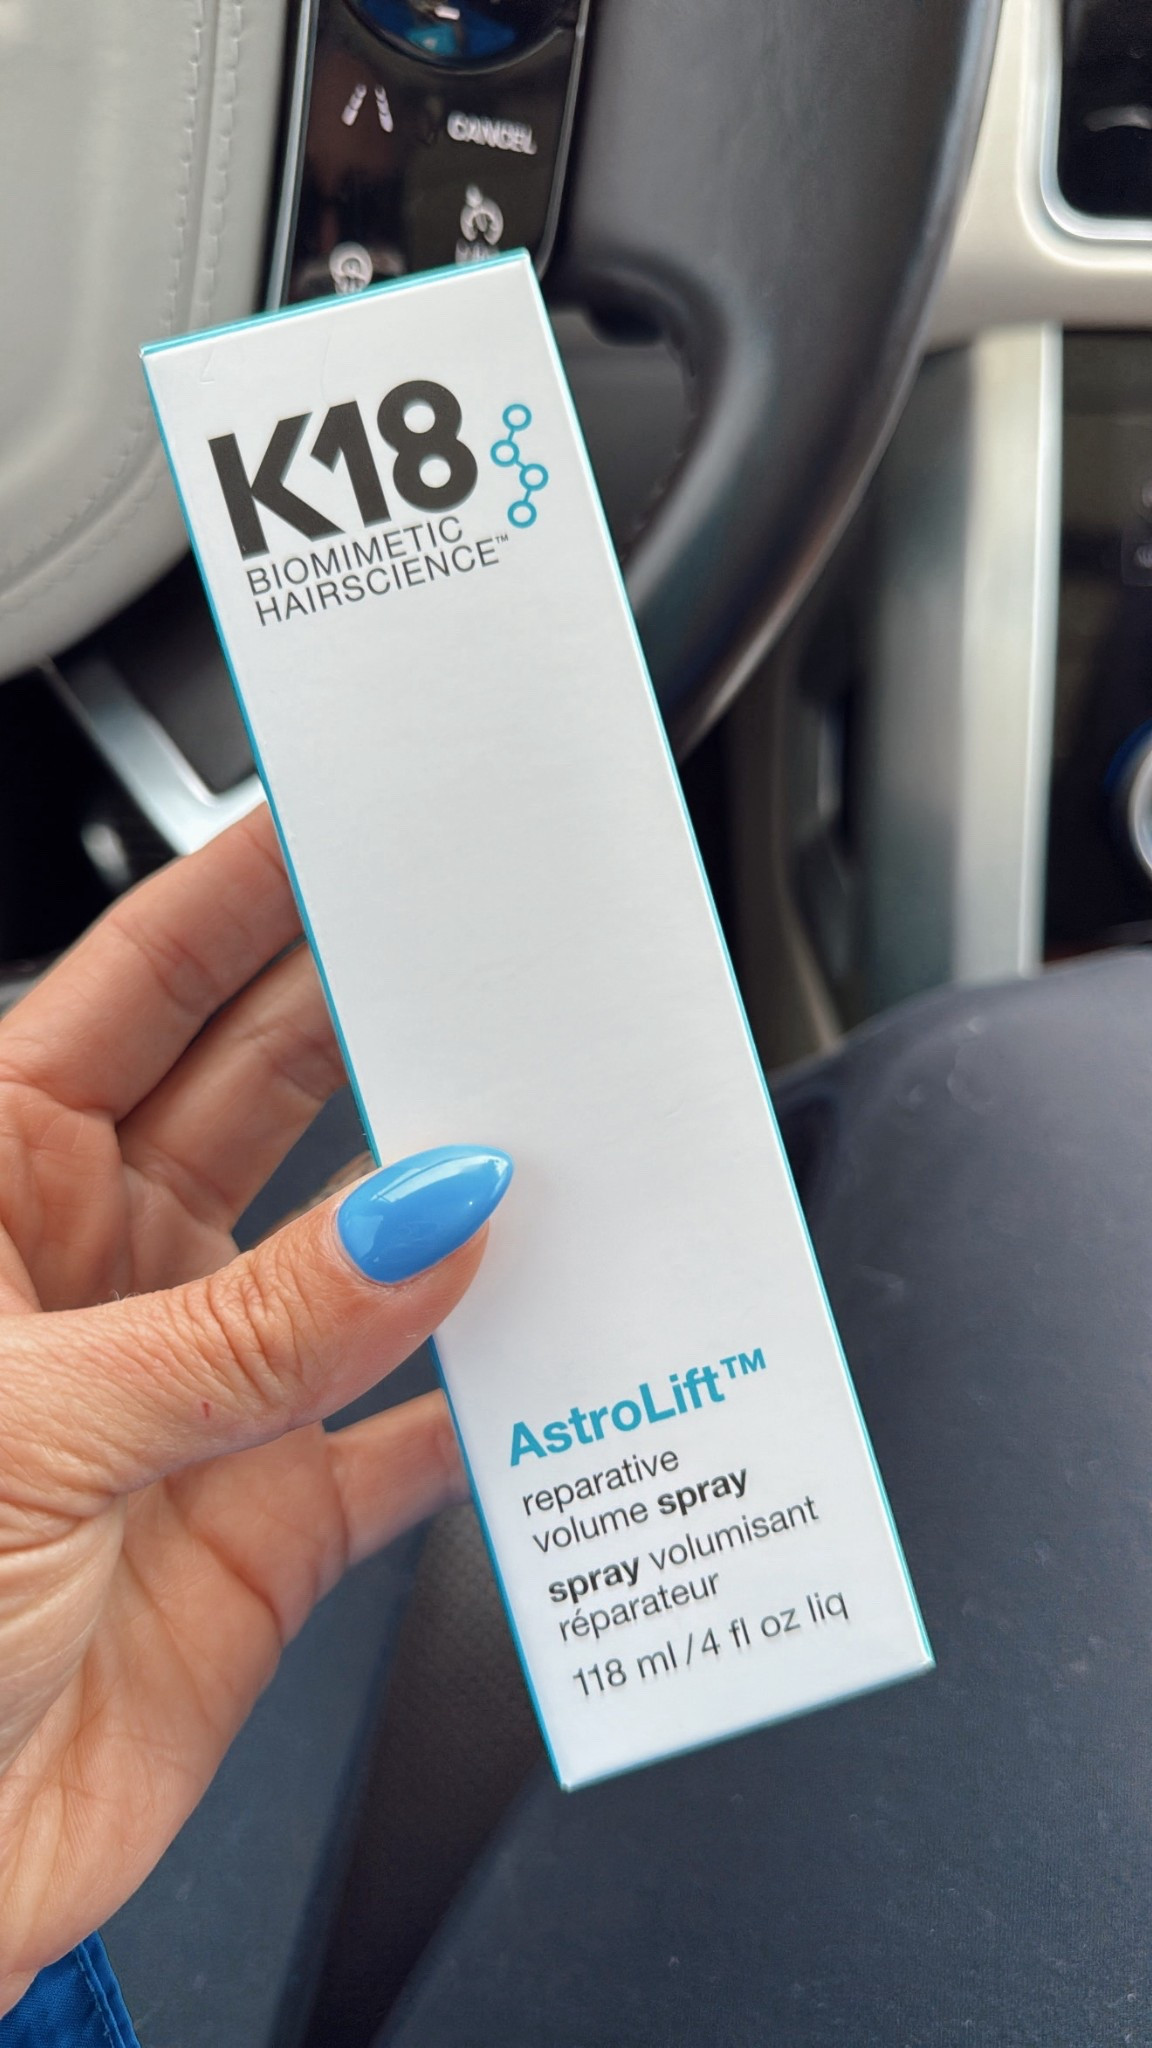 CANCEL
K18
BIOMIMETIC
HAIRSCIENCE™
AstroLift™
reparative
volume spray
spray volumisant
réparateur
118 ml / 4 fl oz liq